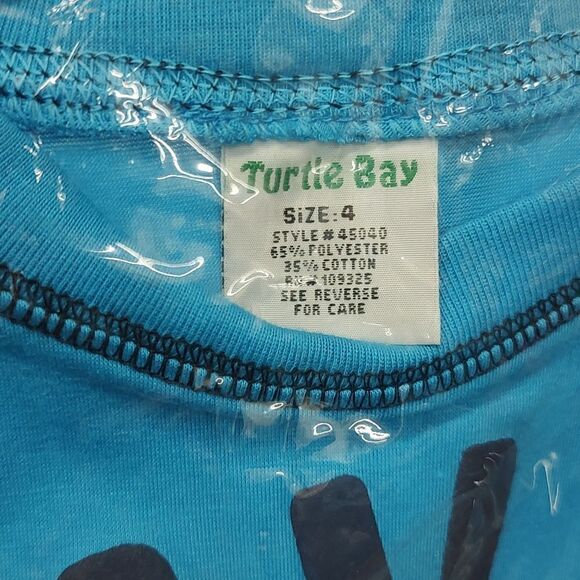 Turtle Bay
SiZE:4
STYLE#45040
65% POLYESTER
35% COTTON
RN# 109325
SEE REVERSE
FOR CARE